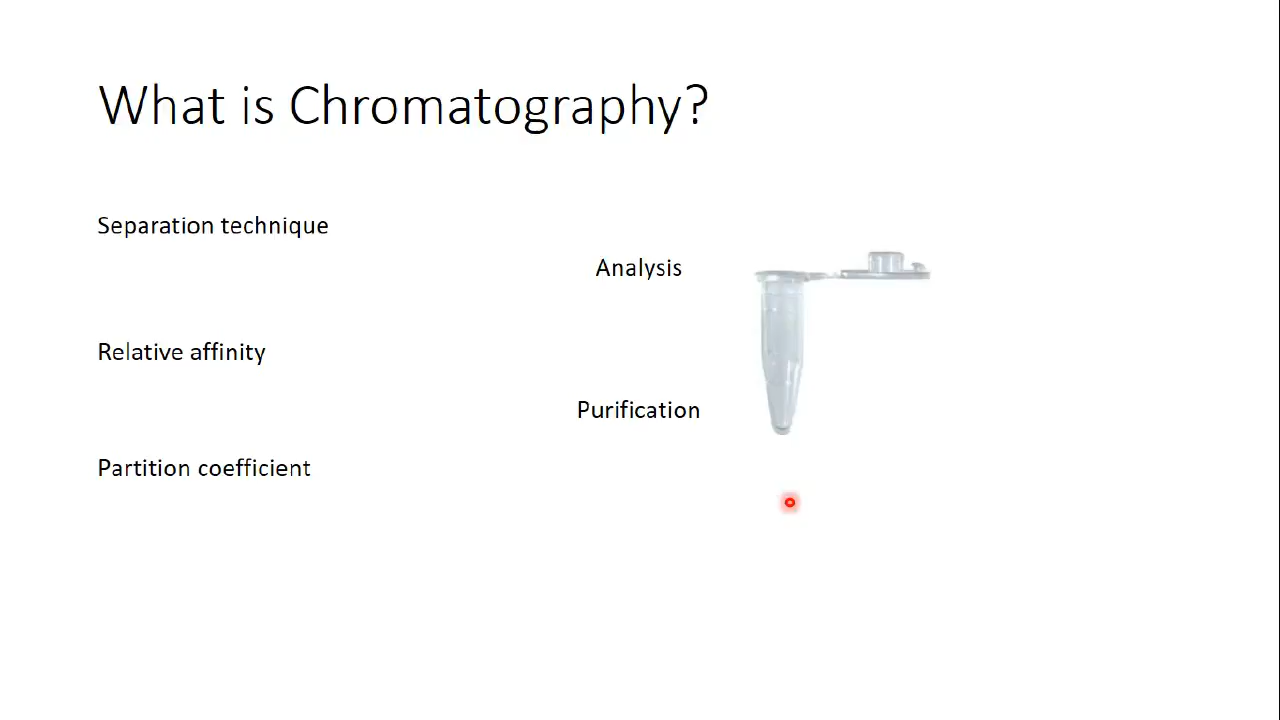 What is Chromatography?
Separation technique
Analysis
Relative affinity
Purification
Partition coefficient